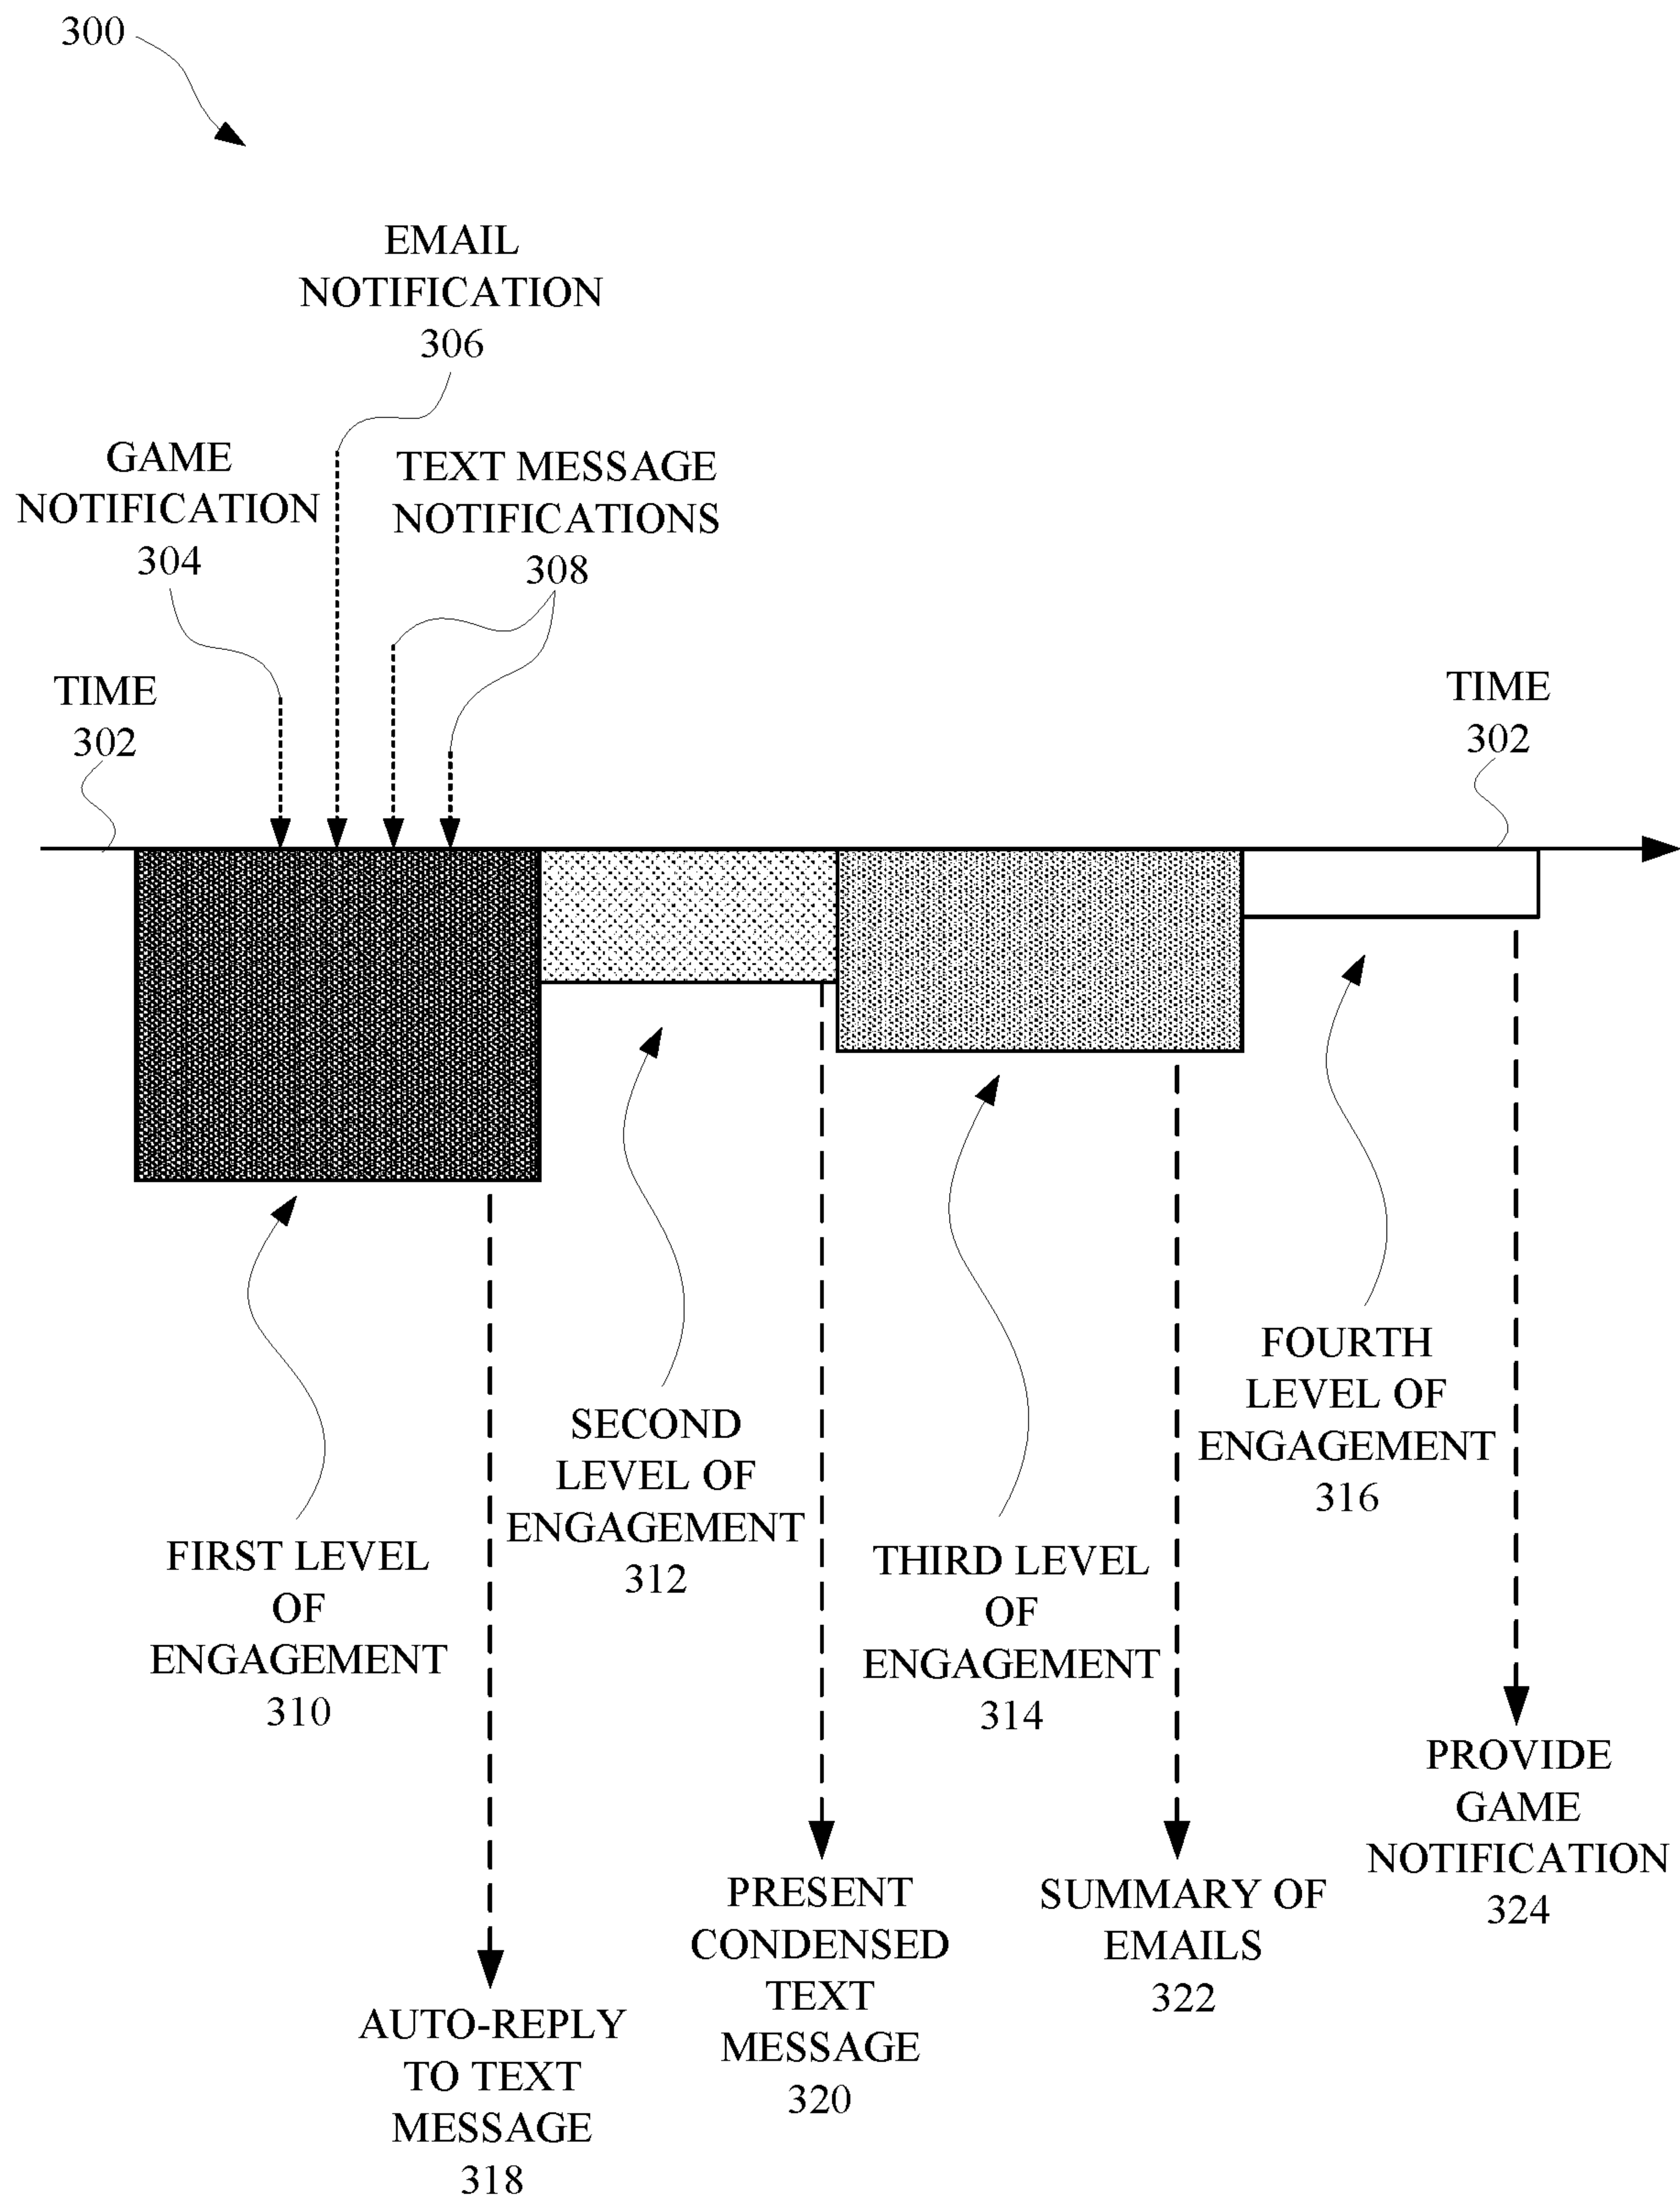 300
EMAIL
NOTIFICATION
306
GAME
NOTIFICATION
304
TEXT MESSAGE
NOTIFICATIONS
308
TIME
302
TIME
302
FIRST LEVEL
OF
ENGAGEMENT
310
SECOND
LEVEL OF
ENGAGEMENT
312
THIRD LEVEL
OF
ENGAGEMENT
314
FOURTH
LEVEL OF
ENGAGEMENT
316
AUTO-REPLY
TO TEXT
MESSAGE
318
PRESENT
CONDENSED
TEXT
MESSAGE
320
SUMMARY OF
EMAILS
322
PROVIDE
GAME
NOTIFICATION
324